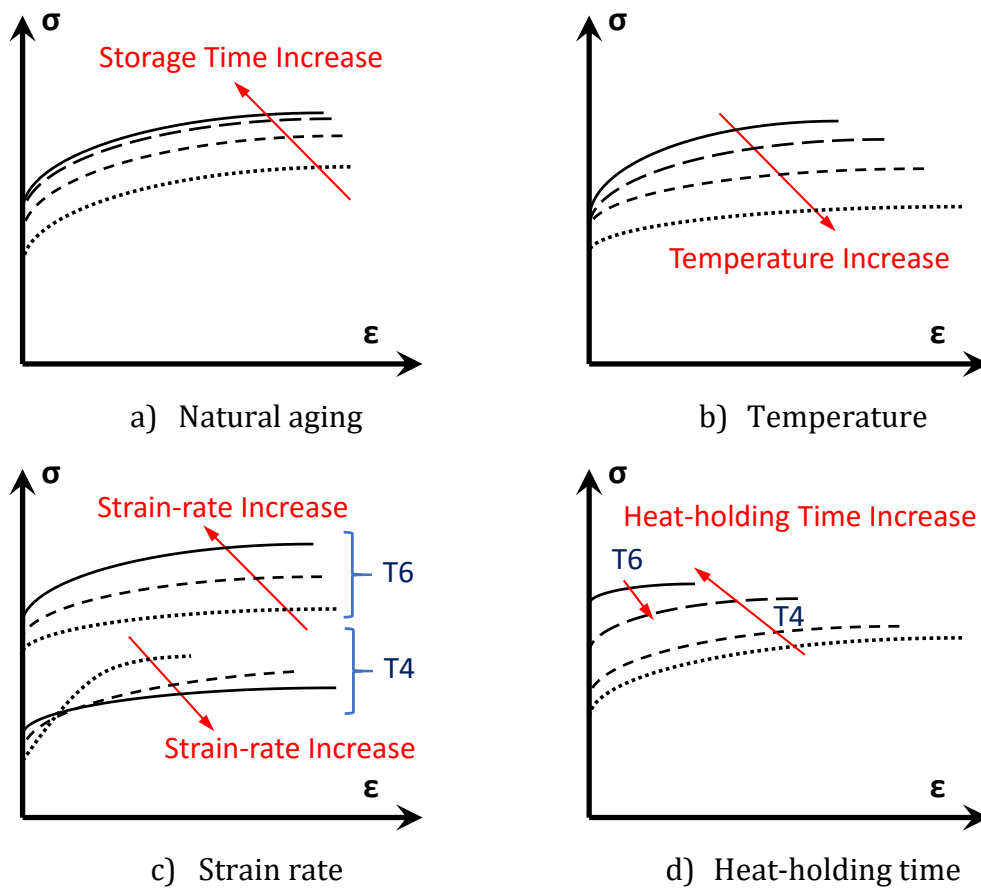 σ
Storage Time Increase
ε
a) Natural aging
σ
Temperature Increase
ε
b) Temperature
σ
Strain-rate Increase
T6
T4
Strain-rate Increase
ε
c) Strain rate
σ
Heat-holding Time Increase
T6
T4
ε
d) Heat-holding time